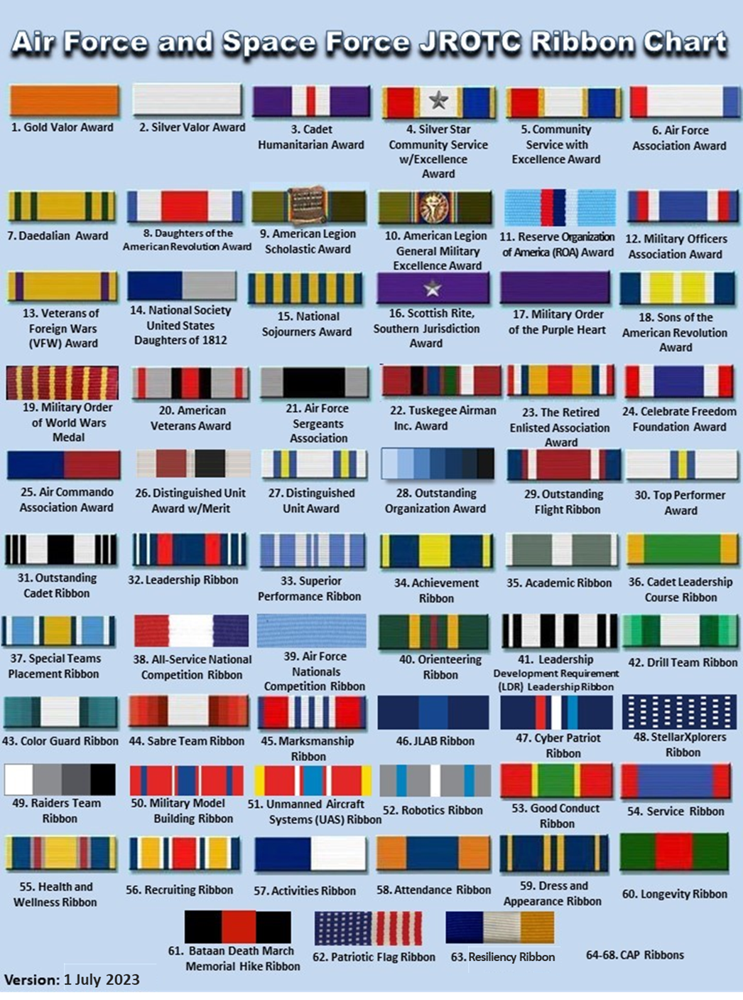 Air Force and Space Force JROTC Ribbon Chart
1. Gold Valor Award
2. Silver Valor Award
3. Cadet
Humanitarian Award
4. Silver Star
Community Service
w/Excellence
Award
5. Community
Service with
Excellence Award
6. Air Force
Association Award
7. Daedalian Award
8. Daughters of the
American Revolution Award
9. American Legion
Scholastic Award
10. American Legion
General Military
Excellence Award
11. Reserve Organization
of America (ROA) Award
12. Military Officers
Association Award
13. Veterans of
Foreign Wars
(VFW) Award
14. National Society
United States
Daughters of 1812
15. National
Sojourners Award
16. Scottish Rite,
Southern Jurisdiction
Award
17. Military Order
of the Purple Heart
18. Sons of the
American Revolution
Award
19. Military Order
of World Wars
Medal
20. American
Veterans Award
21. Air Force
Sergeants
Association
22. Tuskegee Airman
Inc. Award
23. The Retired
Enlisted Association
Award
24. Celebrate Freedom
Foundation Award
25. Air Commando
Association Award
26. Distinguished Unit
Award w/Merit
27. Distinguished
Unit Award
28. Outstanding
Organization Award
29. Outstanding
Flight Ribbon
30. Top Performer
Award
31. Outstanding
Cadet Ribbon
32. Leadership Ribbon
33. Superior
Performance Ribbon
34. Achievement
Ribbon
35. Academic Ribbon
36. Cadet Leadership
Course Ribbon
37. Special Teams
Placement Ribbon
38. All-Service National
Competition Ribbon
39. Air Force
Nationals
Competition Ribbon
40. Orienteering
Ribbon
41. Leadership
Development Requirement
(LDR) Leadership Ribbon
42. Drill Team Ribbon
43. Color Guard Ribbon
44. Sabre Team Ribbon
45. Marksmanship
Ribbon
46. JLAB Ribbon
47. Cyber Patriot
Ribbon
48. StellarXplorers
Ribbon
49. Raiders Team
Ribbon
50. Military Model
Building Ribbon
51. Unmanned Aircraft
Systems (UAS) Ribbon
52. Robotics Ribbon
53. Good Conduct
Ribbon
54. Service Ribbon
55. Health and
Wellness Ribbon
56. Recruiting Ribbon
57. Activities Ribbon
58. Attendance Ribbon
59. Dress and
Appearance Ribbon
60. Longevity Ribbon
61. Bataan Death March
Memorial Hike Ribbon
62. Patriotic Flag Ribbon
63. Resiliency Ribbon
64-68. CAP Ribbons
Version: 1 July 2023